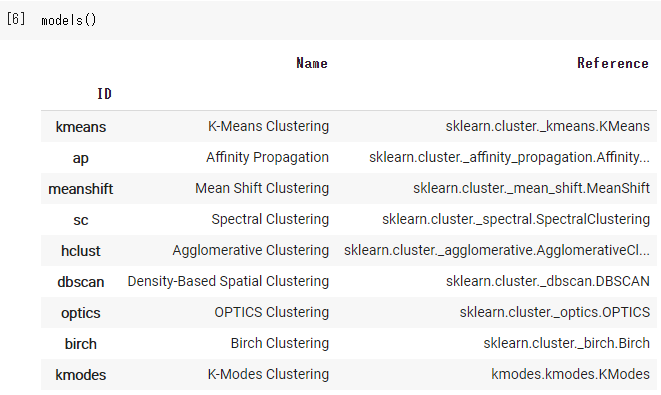 [6] models()
Name Reference
ID
kmeans K-Means Clustering sklearn.cluster._kmeans.KMeans
ap Affinity Propagation sklearn.cluster._affinity_propagation.Affinity...
meanshift Mean Shift Clustering sklearn.cluster._mean_shift.MeanShift
sc Spectral Clustering sklearn.cluster._spectral.SpectralClustering
hclust Agglomerative Clustering sklearn.cluster._agglomerative.AgglomerativeCl...
dbscan Density-Based Spatial Clustering sklearn.cluster._dbscan.DBSCAN
optics OPTICS Clustering sklearn.cluster._optics.OPTICS
birch Birch Clustering sklearn.cluster._birch.Birch
kmodes K-Modes Clustering kmodes.kmodes.KModes